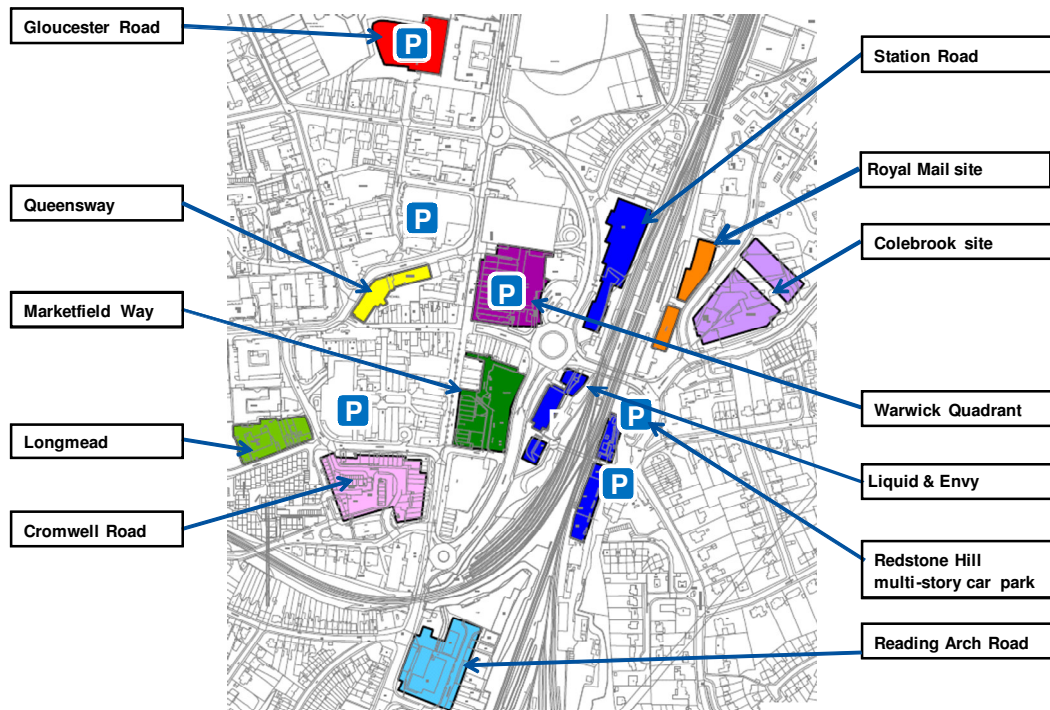 Gloucester Road
Station Road
P
Royal Mail site
Queensway
P
Colebrook site
P
Marketfield Way
P
Warwick Quadrant
P
Longmead
P
Liquid & Envy
Cromwell Road
Redstone Hill
multi-story car park
Reading Arch Road